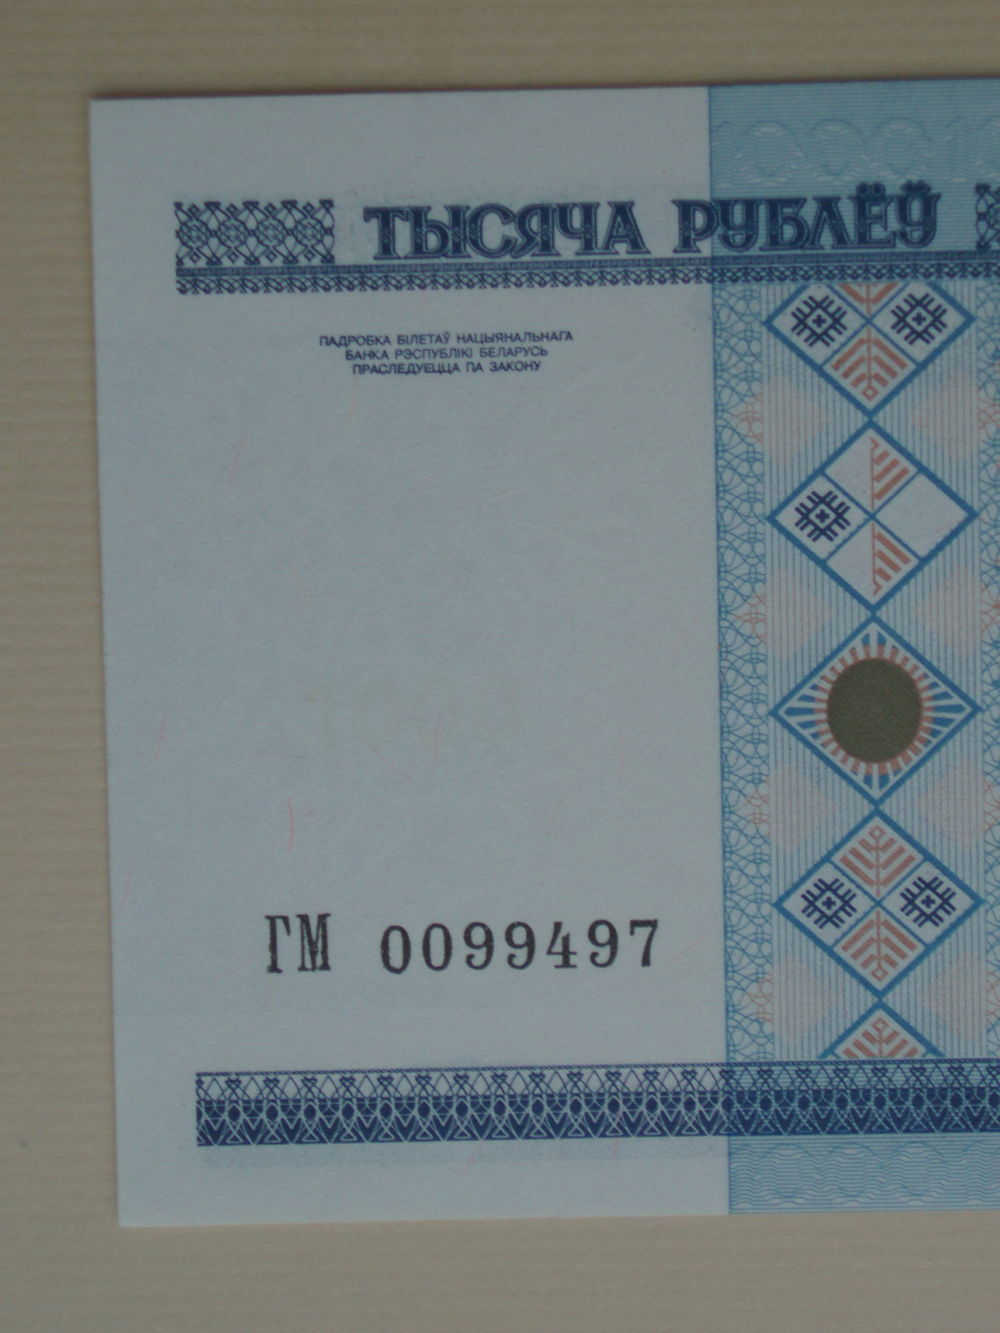 ТЫСЯЧА РУБЛЁЎ
ПАДРОБКА БІЛЕТАЎ НАЦЫЯНАЛЬНАГА
БАНКА РЭСПУБЛІКІ БЕЛАРУСЬ
ПРАСЛЕДУЕЦЦА ПА ЗАКОНУ
ГМ 0099497